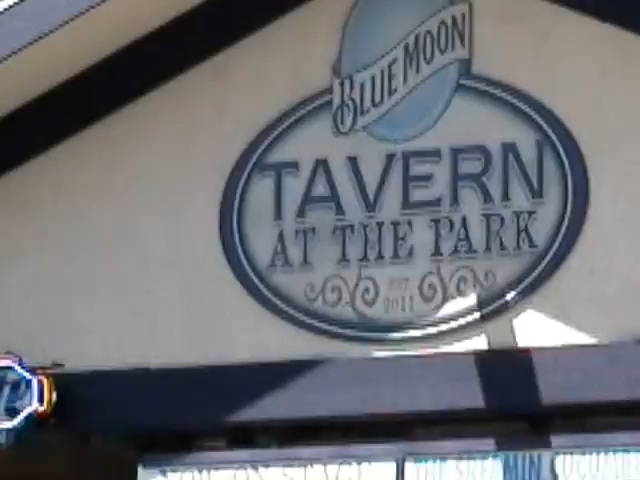 BLUE MOON
TAVERN
AT THE PARK
EST
2011